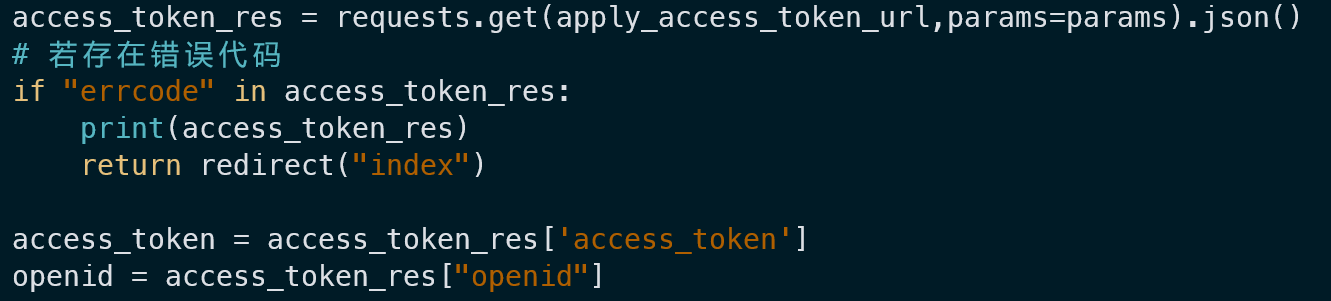 access_token_res = requests.get(apply_access_token_url,params=params).json()
# 若存在错误代码
if "errcode" in access_token_res:
    print(access_token_res)
    return redirect("index")

access_token = access_token_res['access_token']
openid = access_token_res["openid"]